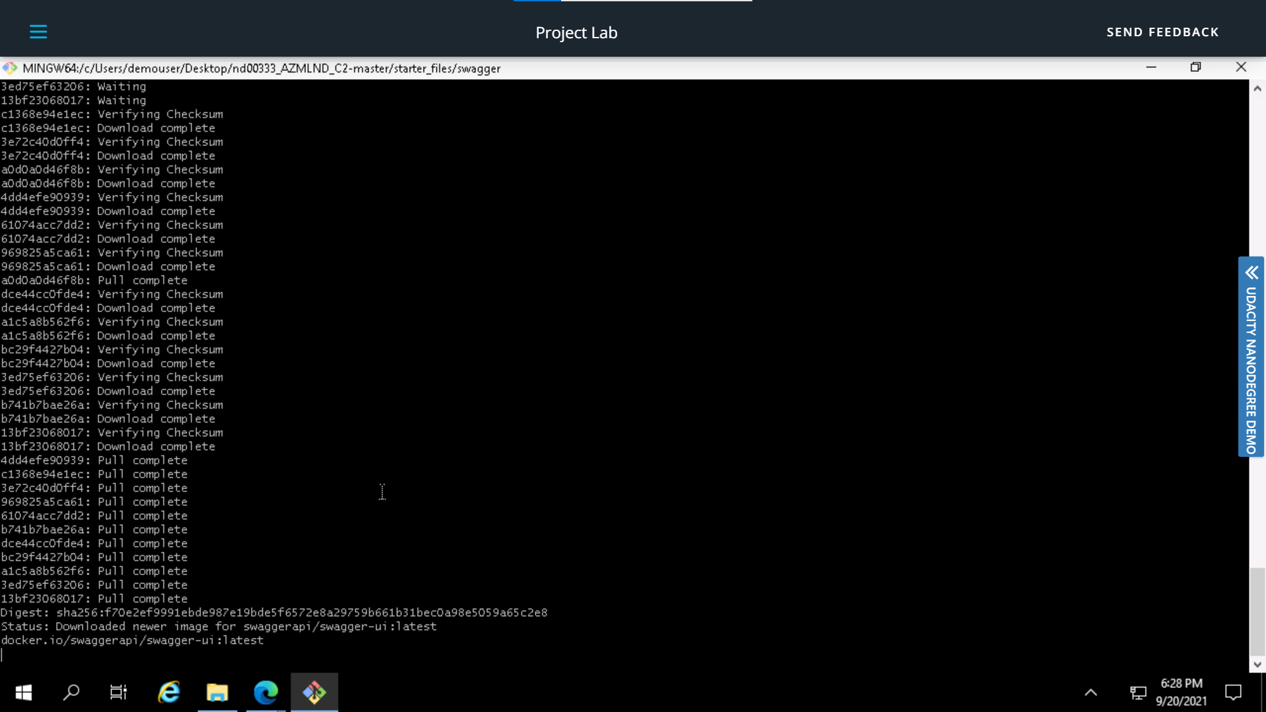 Project Lab
SEND FEEDBACK
MINGW64:/c/Users/demouser/Desktop/nd00333_AZMLND_C2-master/starter_files/swagger
3ed75ef63206: Waiting
13bf23068017: Waiting
c1368e94e1ec: Verifying Checksum
c1368e94e1ec: Download complete
3e72c40d0ff4: Verifying Checksum
3e72c40d0ff4: Download complete
a0d0a0d46f8b: Verifying Checksum
a0d0a0d46f8b: Download complete
4dd4efe90939: Verifying Checksum
4dd4efe90939: Download complete
61074acc7dd2: Verifying Checksum
61074acc7dd2: Download complete
969825a5ca61: Verifying Checksum
969825a5ca61: Download complete
a0d0a0d46f8b: Pull complete
dce44cc0fde4: Verifying Checksum
dce44cc0fde4: Download complete
a1c5a8b562f6: Verifying Checksum
a1c5a8b562f6: Download complete
bc29f4427b04: Verifying Checksum
bc29f4427b04: Download complete
3ed75ef63206: Verifying Checksum
3ed75ef63206: Download complete
b741b7bae26a: Verifying Checksum
b741b7bae26a: Download complete
13bf23068017: Verifying Checksum
13bf23068017: Download complete
4dd4efe90939: Pull complete
c1368e94e1ec: Pull complete
3e72c40d0ff4: Pull complete
969825a5ca61: Pull complete
61074acc7dd2: Pull complete
b741b7bae26a: Pull complete
dce44cc0fde4: Pull complete
bc29f4427b04: Pull complete
a1c5a8b562f6: Pull complete
3ed75ef63206: Pull complete
13bf23068017: Pull complete
Digest: sha256:f70e2ef9991ebde987e19bde5f6572e8a29759b661b31bec0a98e5059a65c2e8
Status: Downloaded newer image for swaggerapi/swagger-ui:latest
docker.io/swaggerapi/swagger-ui:latest
UDACITY NANODEGREE DEMO
6:28 PM
9/20/2021